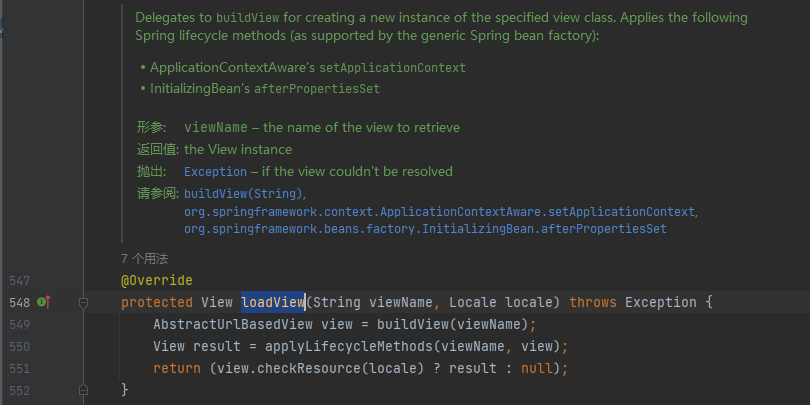 Delegates to buildView for creating a new instance of the specified view class. Applies the following
Spring lifecycle methods (as supported by the generic Spring bean factory):
• ApplicationContextAware's setApplicationContext
• InitializingBean's afterPropertiesSet
形参: viewName – the name of the view to retrieve
返回值: the View instance
抛出: Exception – if the view couldn't be resolved
请参阅: buildView(String),
org.springframework.context.ApplicationContextAware.setApplicationContext,
org.springframework.beans.factory.InitializingBean.afterPropertiesSet
7 个用法
547 @Override
548 protected View loadView(String viewName, Locale locale) throws Exception {
549 AbstractUrlBasedView view = buildView(viewName);
550 View result = applyLifecycleMethods(viewName, view);
551 return (view.checkResource(locale) ? result : null);
552 }